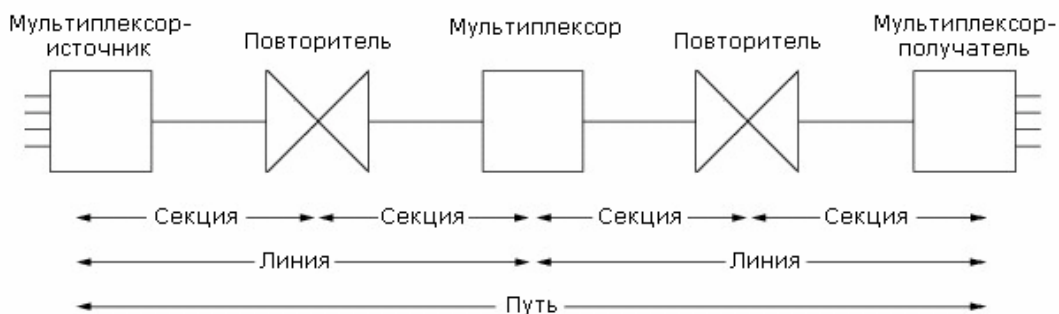 Мультиплексор-
источник
Повторитель
Мультиплексор
Повторитель
Мультиплексор-
получатель
Секция
Секция
Секция
Секция
Линия
Линия
Путь